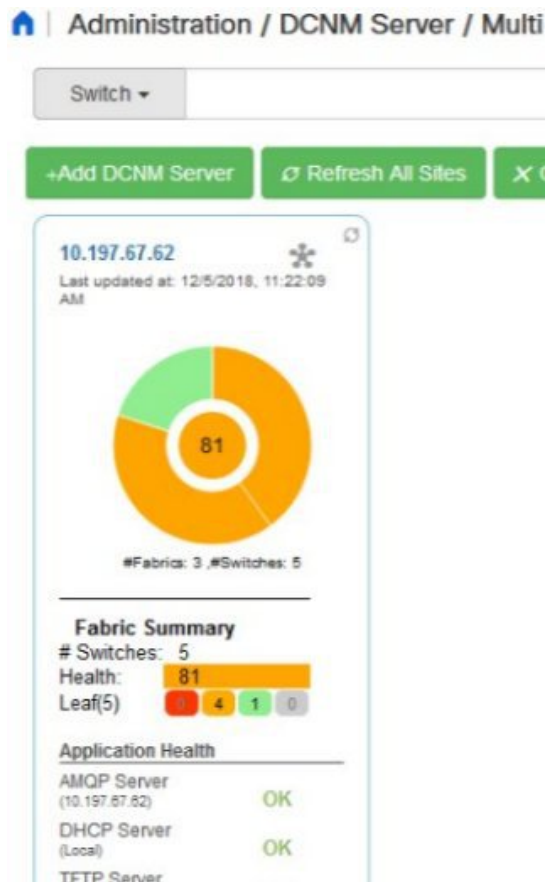 Administration / DCNM Server / Multi
Switch
+Add DCNM Server
Refresh All Sites
10.197.67.62
Last updated at: 12/5/2018, 11:22:09
AM
81
#Fabrics: 3 ,#Switches: 5
Fabric Summary
# Switches: 5
Health: 81
Leaf(5) 0 4 1 0
Application Health
AMQP Server
(10.197.67.62) OK
DHCP Server
(Local) OK
TFTP Server